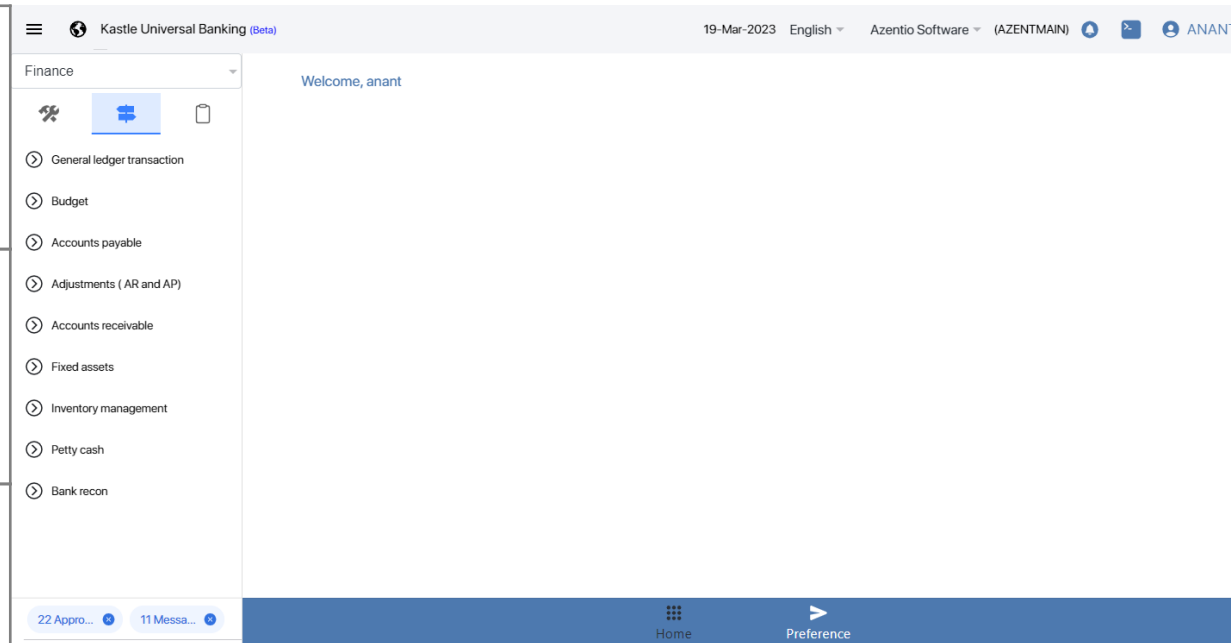 Kastle Universal Banking (Beta)
19-Mar-2023 English Azentio Software (AZENTMAIN) ANANT
Finance
Welcome, anant
General ledger transaction
Budget
Accounts payable
Adjustments ( AR and AP)
Accounts receivable
Fixed assets
Inventory management
Petty cash
Bank recon
22 Appro... 11 Messa...
Home
Preference